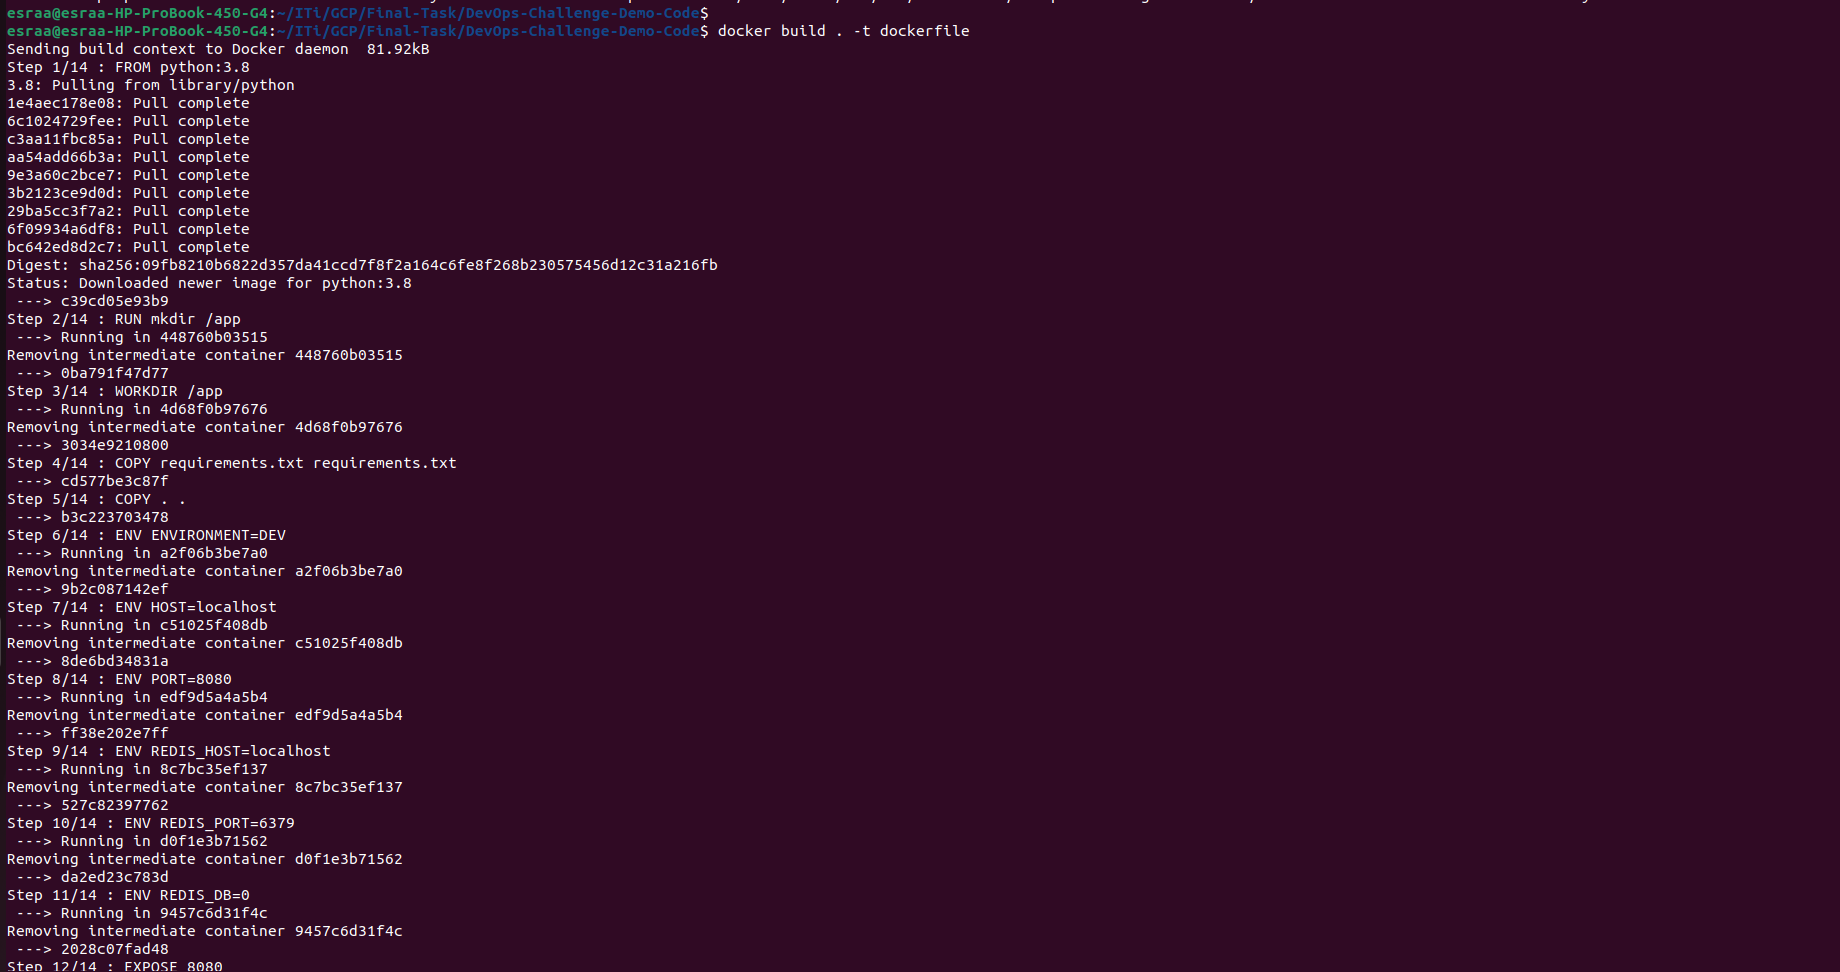 esraa@esraa-HP-ProBook-450-G4:~/ITi/GCP/Final-Task/DevOps-Challenge-Demo-Code$
esraa@esraa-HP-ProBook-450-G4:~/ITi/GCP/Final-Task/DevOps-Challenge-Demo-Code$ docker build . -t dockerfile
Sending build context to Docker daemon  81.92kB
Step 1/14 : FROM python:3.8
3.8: Pulling from library/python
1e4aec178e08: Pull complete
6c1024729fee: Pull complete
c3aa11fbc85a: Pull complete
aa54add66b3a: Pull complete
9e3a60c2bce7: Pull complete
3b2123ce9d0d: Pull complete
29ba5cc3f7a2: Pull complete
6f09934a6df8: Pull complete
bc642ed8d2c7: Pull complete
Digest: sha256:09fb8210b6822d357da41ccd7f8f2a164c6fe8f268b230575456d12c31a216fb
Status: Downloaded newer image for python:3.8
 ---> c39cd05e93b9
Step 2/14 : RUN mkdir /app
 ---> Running in 448760b03515
Removing intermediate container 448760b03515
 ---> 0ba791f47d77
Step 3/14 : WORKDIR /app
 ---> Running in 4d68f0b97676
Removing intermediate container 4d68f0b97676
 ---> 3034e9210800
Step 4/14 : COPY requirements.txt requirements.txt
 ---> cd577be3c87f
Step 5/14 : COPY . .
 ---> b3c223703478
Step 6/14 : ENV ENVIRONMENT=DEV
 ---> Running in a2f06b3be7a0
Removing intermediate container a2f06b3be7a0
 ---> 9b2c087142ef
Step 7/14 : ENV HOST=localhost
 ---> Running in c51025f408db
Removing intermediate container c51025f408db
 ---> 8de6bd34831a
Step 8/14 : ENV PORT=8080
 ---> Running in edf9d5a4a5b4
Removing intermediate container edf9d5a4a5b4
 ---> ff38e202e7ff
Step 9/14 : ENV REDIS_HOST=localhost
 ---> Running in 8c7bc35ef137
Removing intermediate container 8c7bc35ef137
 ---> 527c82397762
Step 10/14 : ENV REDIS_PORT=6379
 ---> Running in d0f1e3b71562
Removing intermediate container d0f1e3b71562
 ---> da2ed23c783d
Step 11/14 : ENV REDIS_DB=0
 ---> Running in 9457c6d31f4c
Removing intermediate container 9457c6d31f4c
 ---> 2028c07fad48
Step 12/14 : EXPOSE 8080